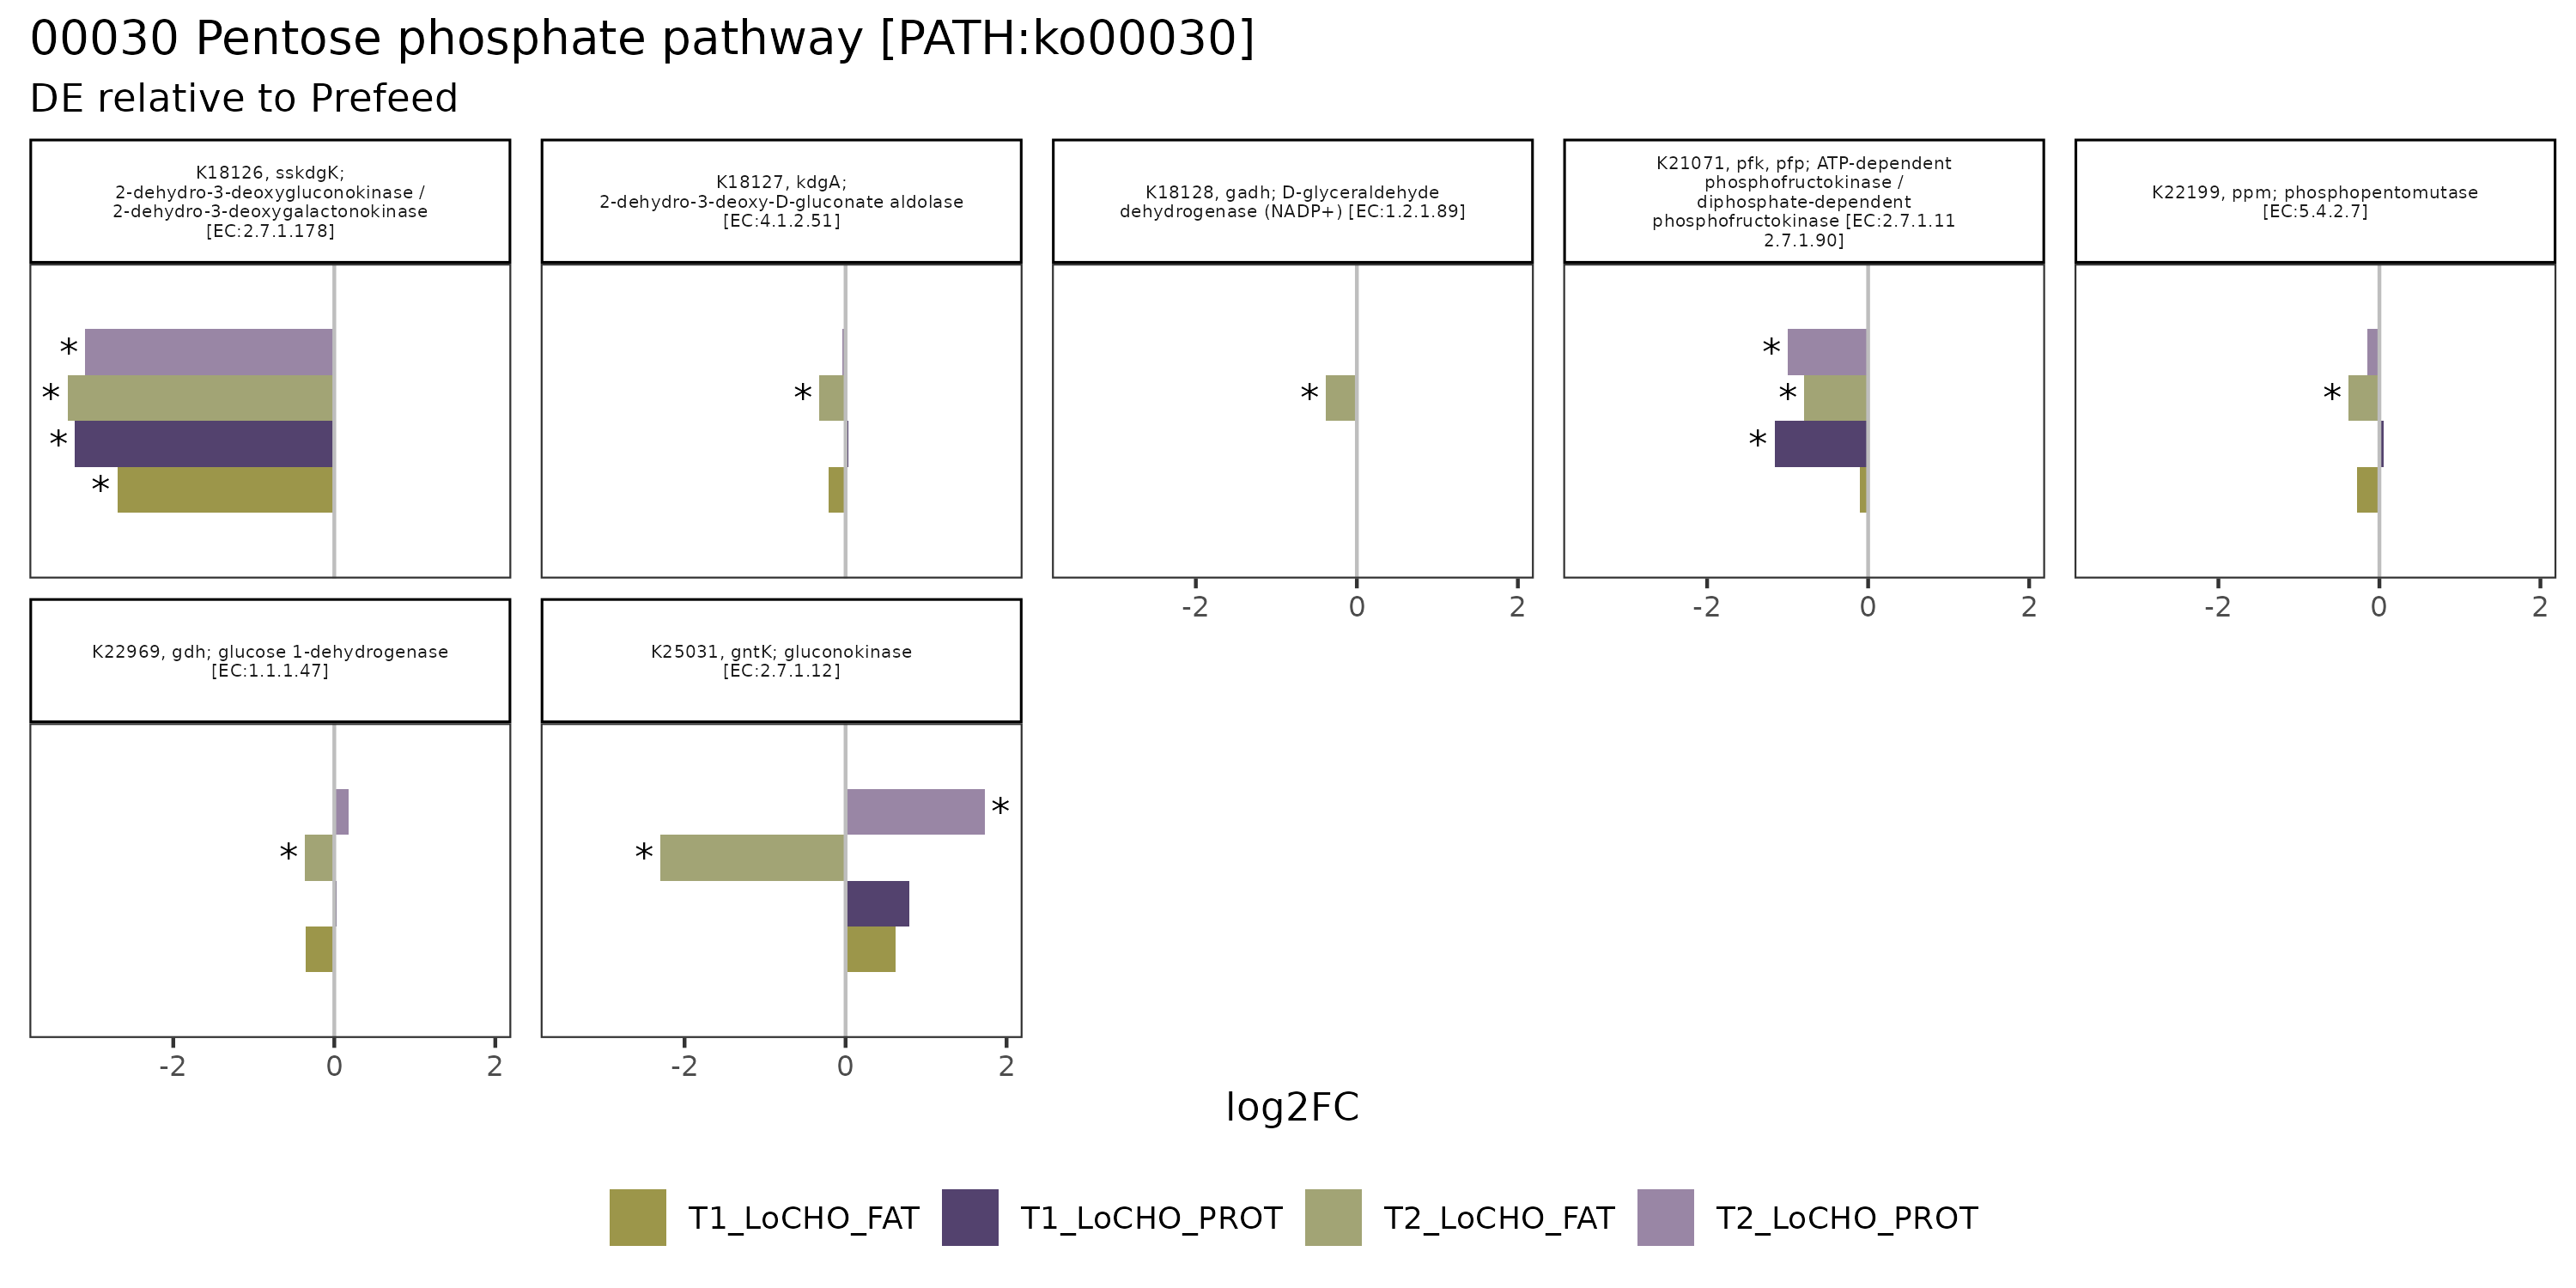 00030 Pentose phosphate pathway [PATH:ko00030]
DE relative to Prefeed
K18126, sskdgK;
2-dehydro-3-deoxygluconokinase /
2-dehydro-3-deoxygalactonokinase
[EC:2.7.1.178]
K18127, kdgA;
2-dehydro-3-deoxy-D-gluconate aldolase
[EC:4.1.2.51]
K18128, gadh; D-glyceraldehyde
dehydrogenase (NADP+) [EC:1.2.1.89]
K21071, pfk, pfp; ATP-dependent
phosphofructokinase /
diphosphate-dependent
phosphofructokinase [EC:2.7.1.11
2.7.1.90]
K22199, ppm; phosphopentomutase
[EC:5.4.2.7]
* * * *
*
*
* * *
*
-2 0 2
-2 0 2
-2 0 2
K22969, gdh; glucose 1-dehydrogenase
[EC:1.1.1.47]
K25031, gntK; gluconokinase
[EC:2.7.1.12]
*
* *
-2 0 2
-2 0 2
log2FC
T1_LoCHO_FAT T1_LoCHO_PROT T2_LoCHO_FAT T2_LoCHO_PROT